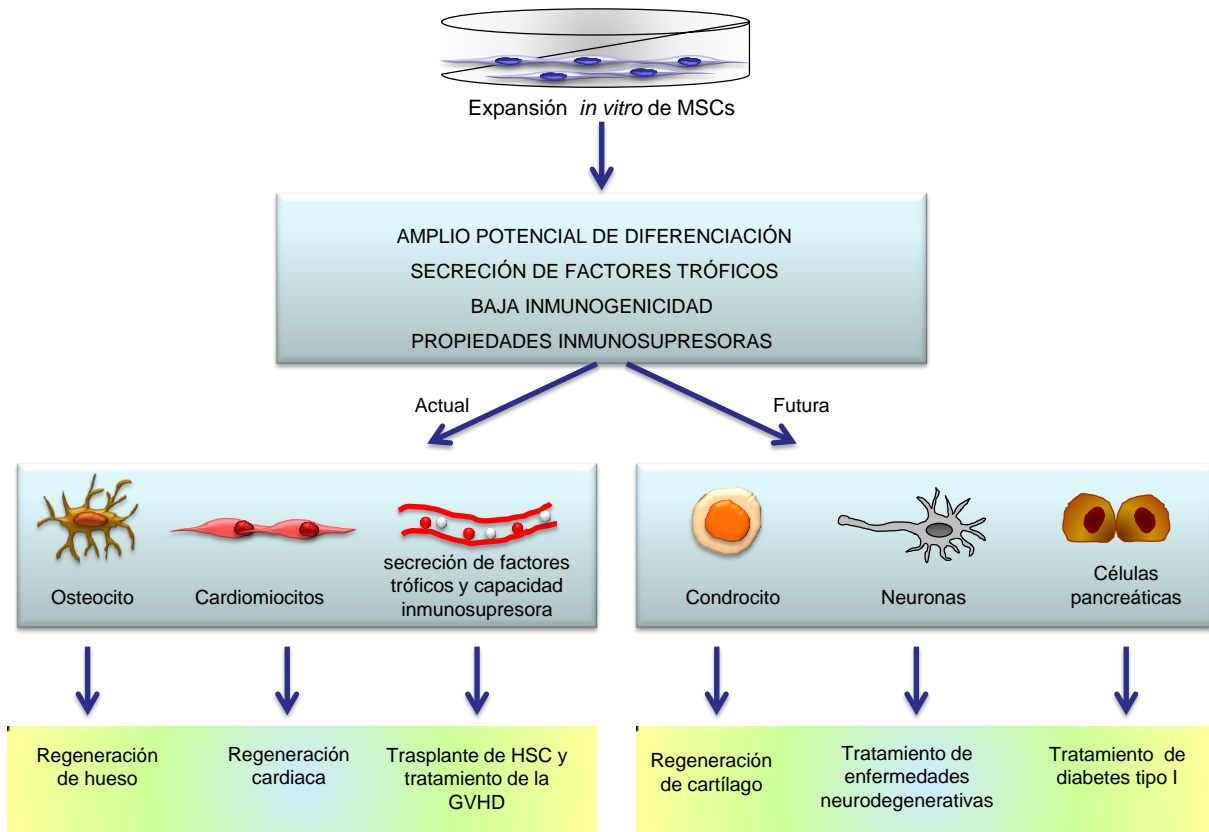 Expansión in vitro de MSCs
AMPLIO POTENCIAL DE DIFERENCIACIÓN
SECRECIÓN DE FACTORES TRÓFICOS
BAJA INMUNOGENICIDAD
PROPIEDADES INMUNOSUPRESORAS
Actual
Futura
Osteocito
Cardiomiocitos
secreción de factores
tróficos y capacidad
inmunosupresora
Condrocito
Neuronas
Células
pancreáticas
Regeneración
de hueso
Regeneración
cardiaca
Trasplante de HSC y
tratamiento de la
GVHD
Regeneración
de cartílago
Tratamiento de
enfermedades
neurodegenerativas
Tratamiento de
diabetes tipo I